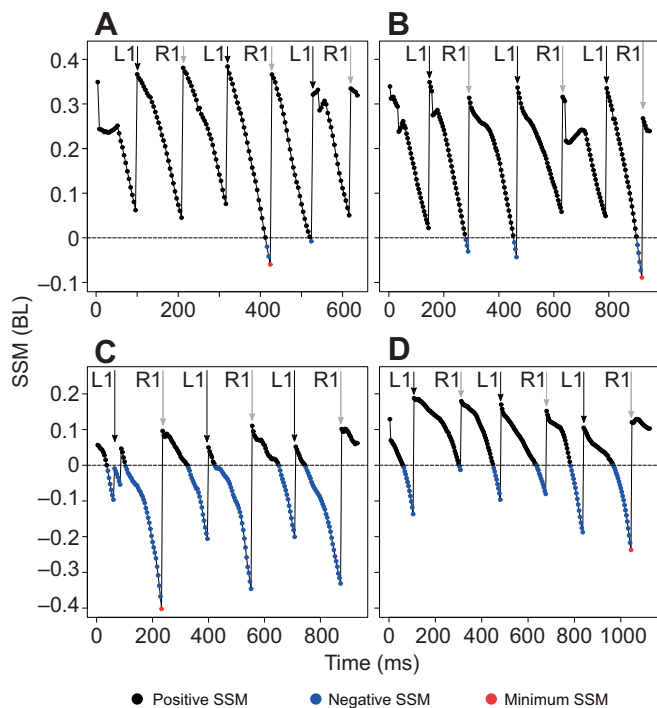 A
B
L1 R1 L1 R1 L1 R1
L1 R1 L1 R1 L1 R1
0.4
0.3
0.2
0.1
0
–0.1
0 200 400 600
0 200 400 600 800
SSM (BL)
C
D
L1 R1 L1 R1 L1 R1
L1 R1 L1 R1 L1 R1
0.2
0.1
0
–0.1
–0.2
–0.3
–0.4
0 200 400 600 800
0 200 400 600 800 1000
Time (ms)
Positive SSM Negative SSM Minimum SSM